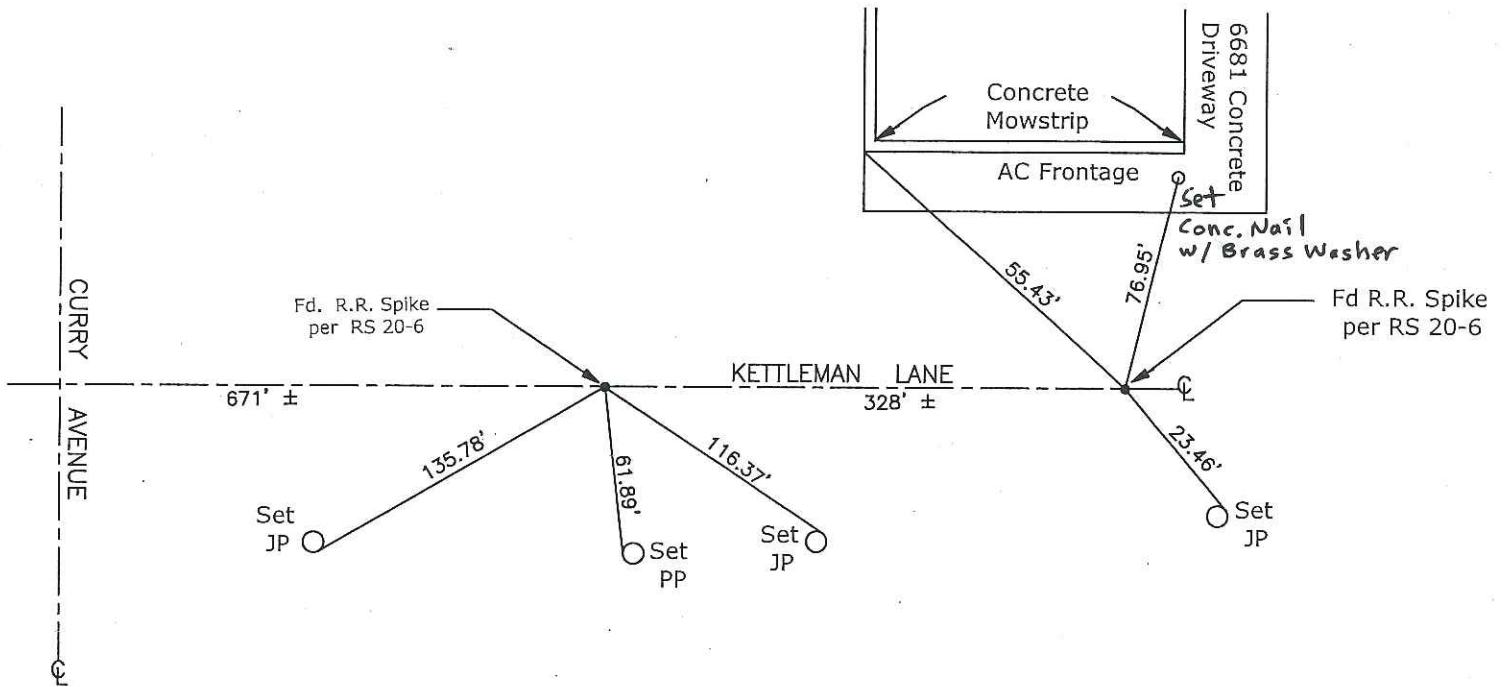 6681 Concrete
Driveway
Concrete
Mowstrip
AC Frontage
Set
Conc. Nail
w/ Brass Washer
55.43'
76.95'
CURRY
AVENUE
Fd. R.R. Spike
per RS 20-6
Fd R.R. Spike
per RS 20-6
KETTLEMAN LANE
671' ±
328' ±
℄
135.78'
61.89'
116.37'
23.46'
Set
JP
Set
PP
Set
JP
Set
JP
℄